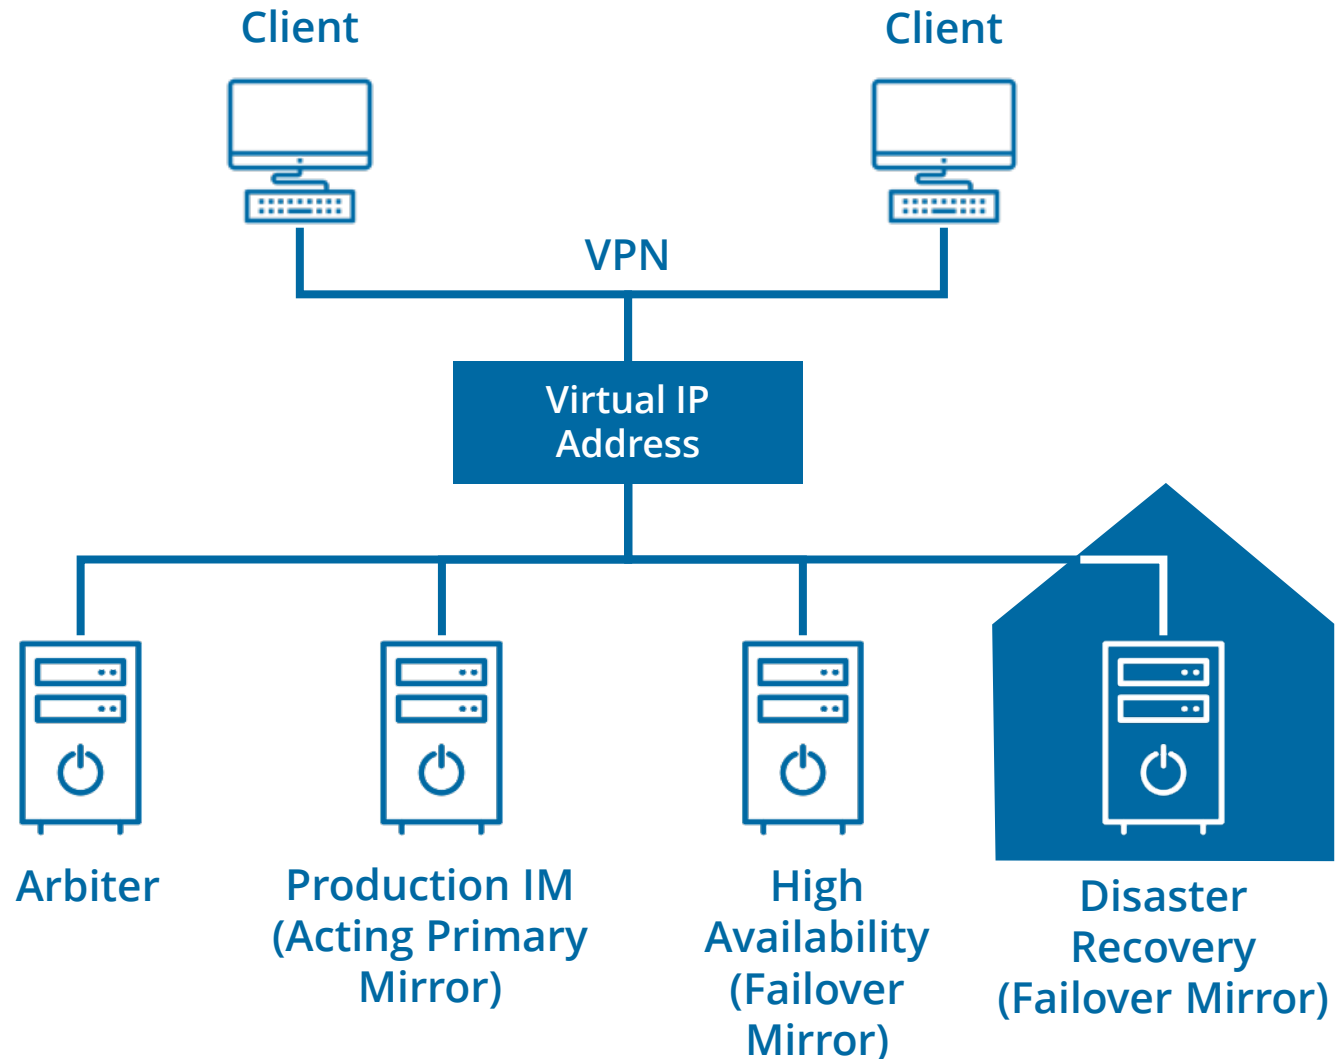 Client
Client
VPN
Virtual IP
Address
Arbiter
Production IM
(Acting Primary
Mirror)
High
Availability
(Failover
Mirror)
Disaster
Recovery
(Failover Mirror)